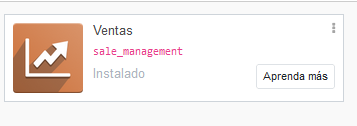 Ventas
sale_management
Instalado
Aprenda más